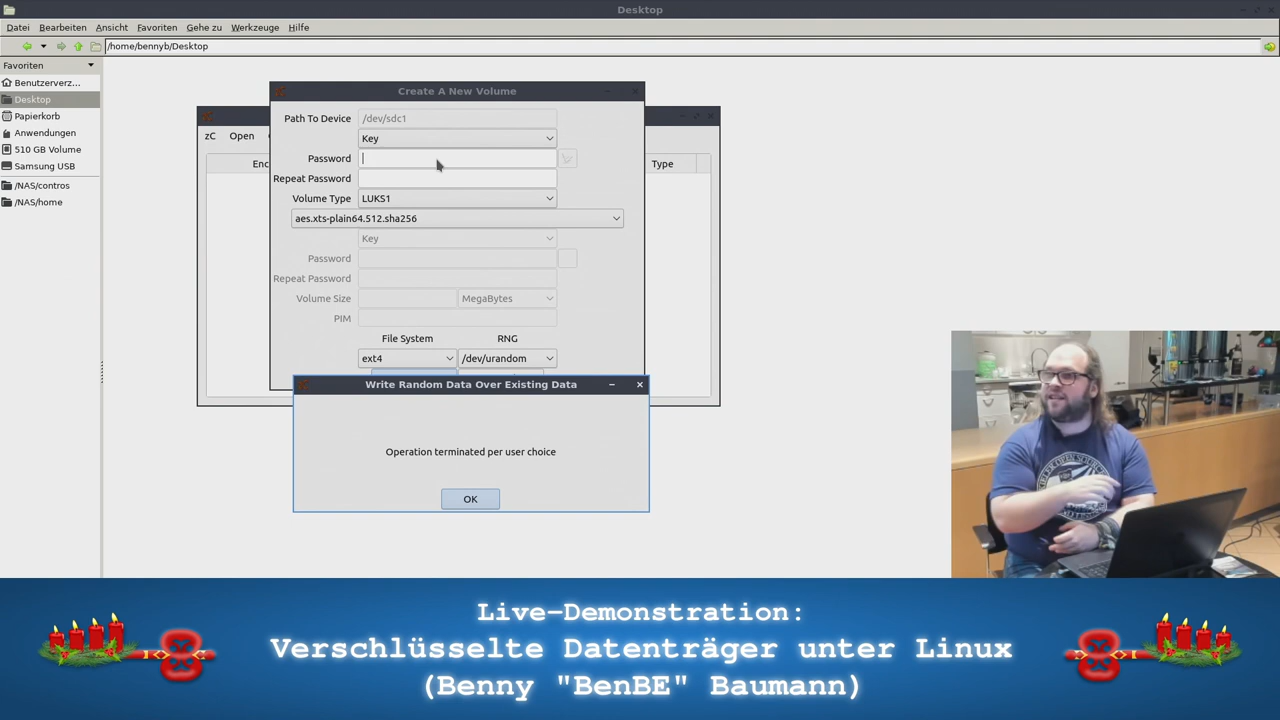 Desktop
Datei Bearbeiten Ansicht Favoriten Gehe zu Werkzeuge Hilfe
/home/bennyb/Desktop
Favoriten
Benutzerverz...
Desktop
Papierkorb
Anwendungen
510 GB Volume
Samsung USB
/NAS/contros
/NAS/home
zC Open
Enc
Type
Create A New Volume
Path To Device /dev/sdc1
Key
Password
Repeat Password
Volume Type LUKS1
aes.xts-plain64.512.sha256
Key
Password
Repeat Password
Volume Size MegaBytes
PIM
File System RNG
ext4 /dev/urandom
Write Random Data Over Existing Data
Operation terminated per user choice
OK
Live-Demonstration:
Verschlüsselte Datenträger unter Linux
(Benny "BenBE" Baumann)